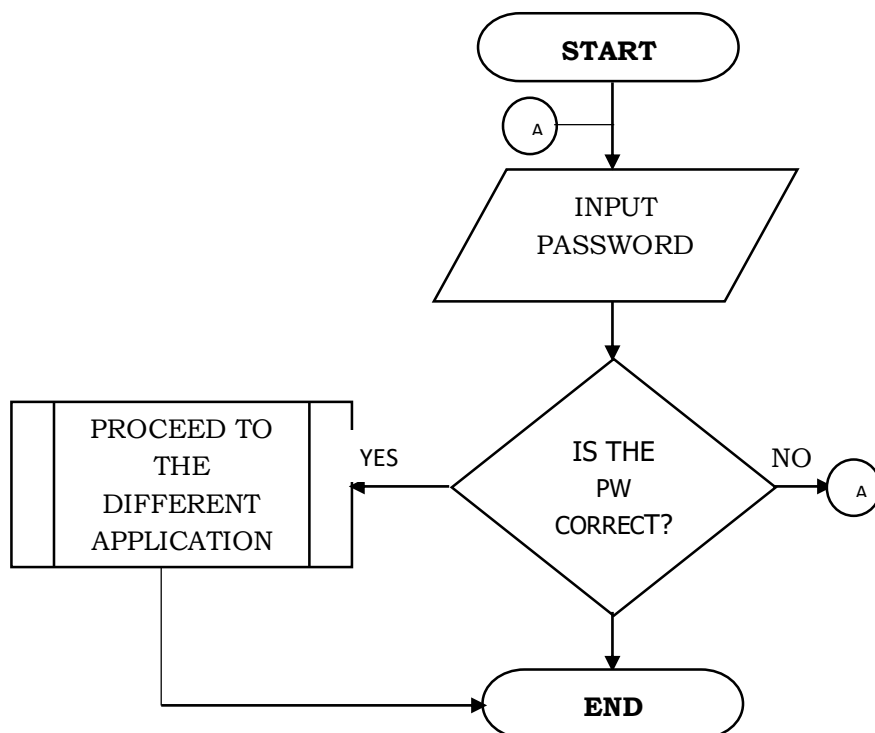 START
A
INPUT
PASSWORD
PROCEED TO
THE
DIFFERENT
APPLICATION
YES
IS THE
PW
CORRECT?
NO
A
END